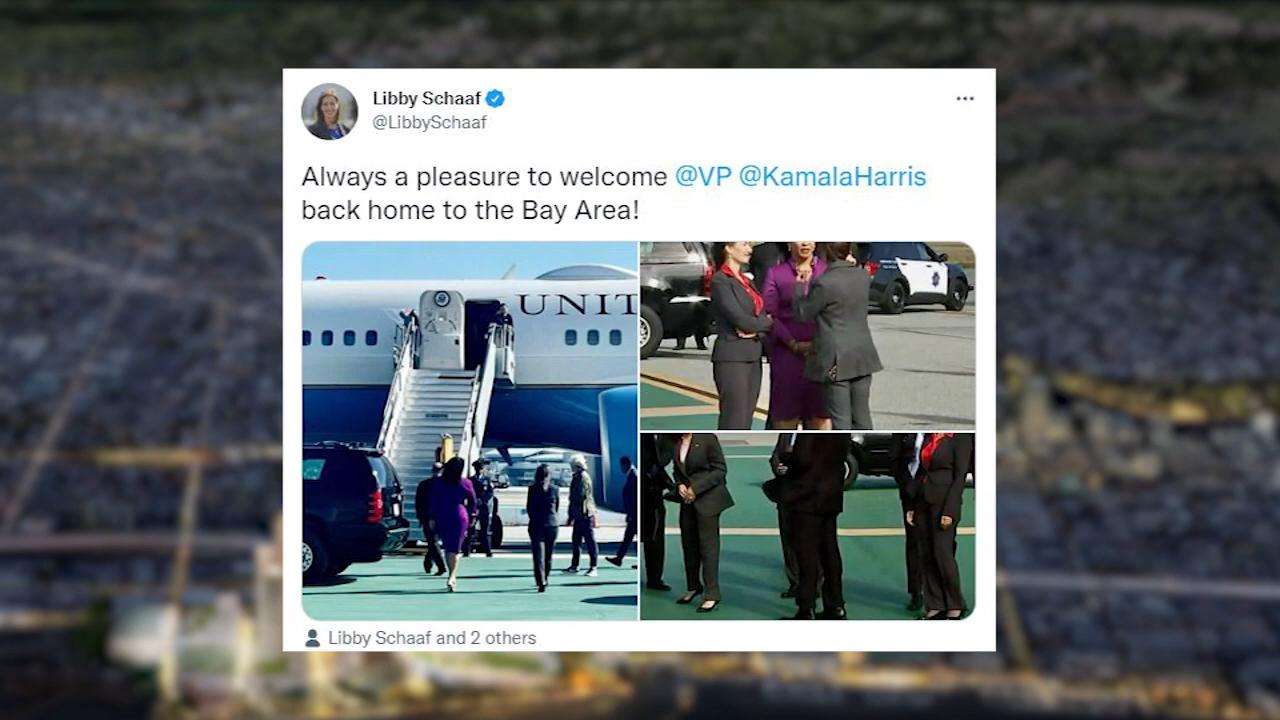 Libby Schaaf
@LibbySchaaf
Always a pleasure to welcome @VP @KamalaHarris
back home to the Bay Area!
UNIT
Libby Schaaf and 2 others